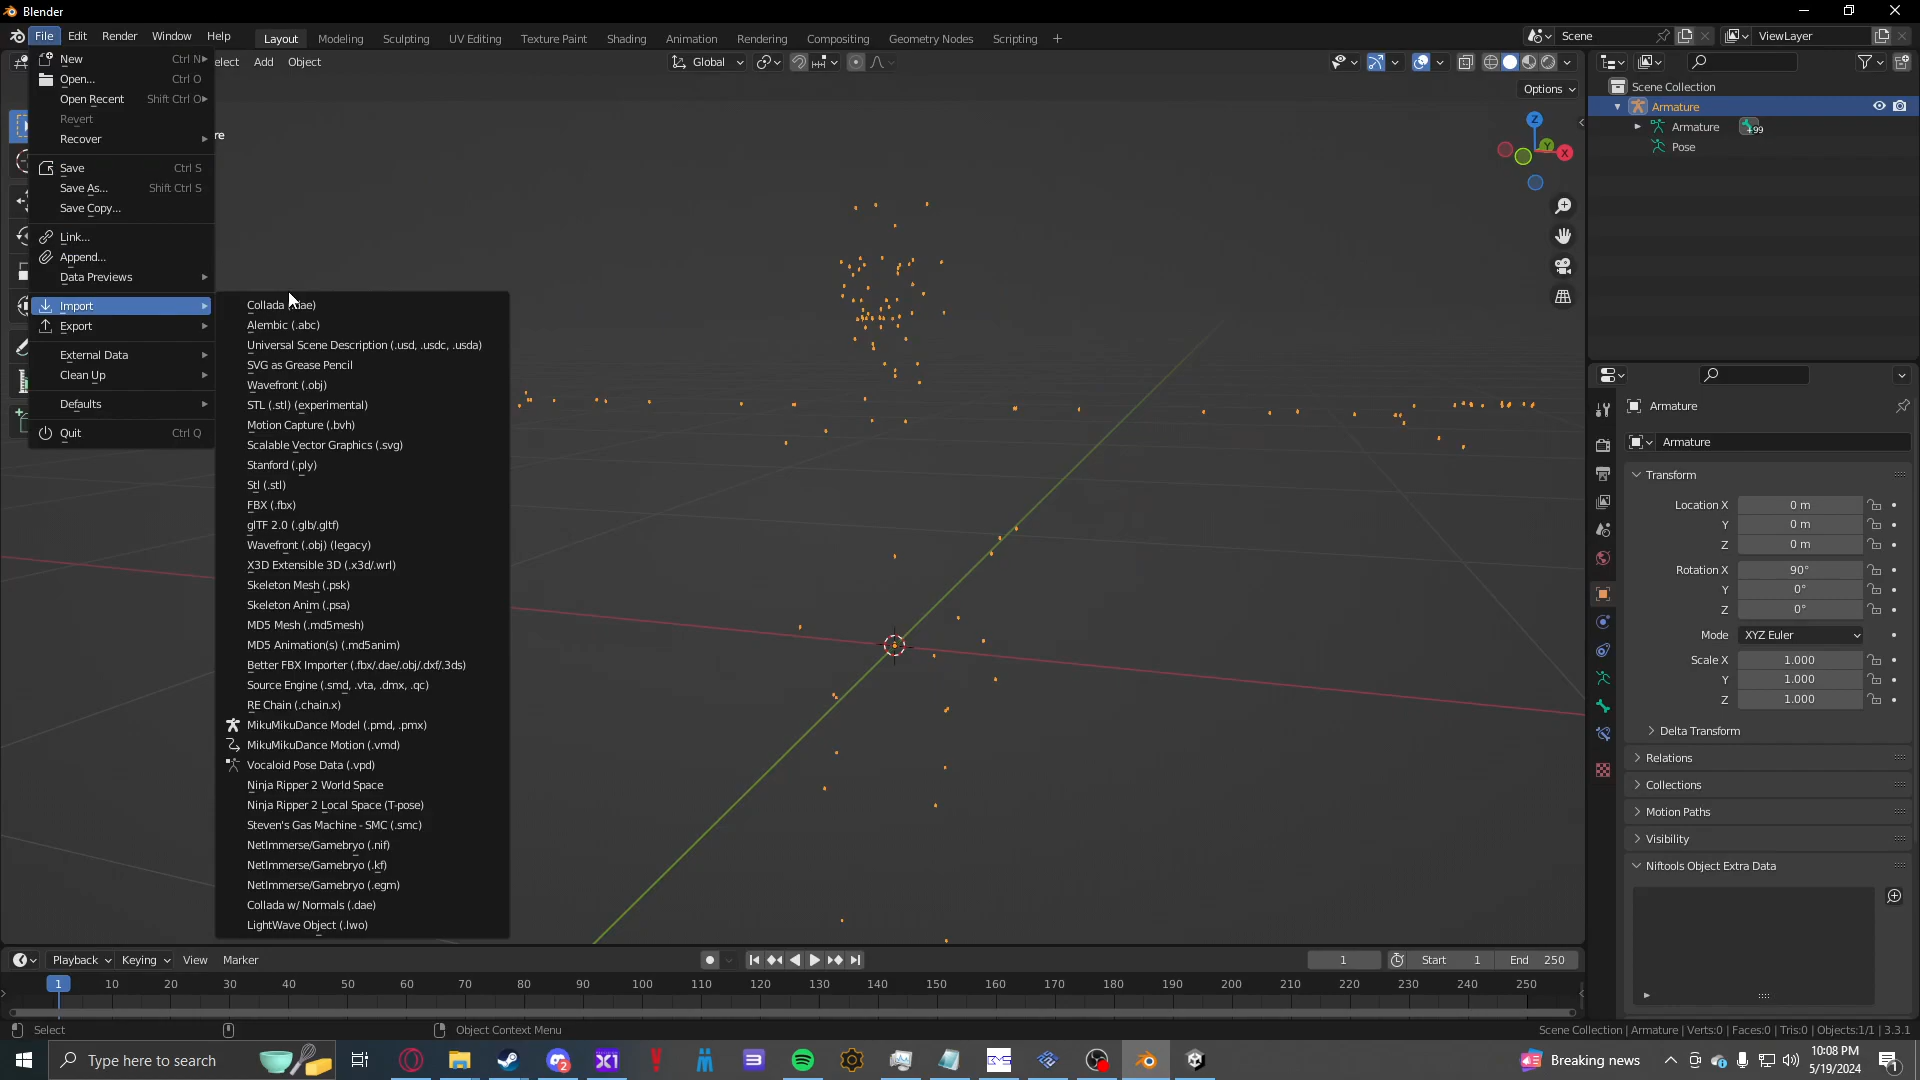 Blender
File Edit Render Window Help
Layout Modeling Sculpting UV Editing Texture Paint Shading Animation Rendering Compositing Geometry Nodes Scripting +
Scene
ViewLayer
elect Add Object
Global
Options
re
New Ctrl N
Open... Ctrl O
Open Recent Shift Ctrl O
Revert
Recover
Save Ctrl S
Save As... Shift Ctrl S
Save Copy...
Link...
Append...
Data Previews
Import
Export
External Data
Clean Up
Defaults
Quit Ctrl Q
Collada (.dae)
Alembic (.abc)
Universal Scene Description (.usd, .usdc, .usda)
SVG as Grease Pencil
Wavefront (.obj)
STL (.stl) (experimental)
Motion Capture (.bvh)
Scalable Vector Graphics (.svg)
Stanford (.ply)
Stl (.stl)
FBX (.fbx)
glTF 2.0 (.glb/.gltf)
Wavefront (.obj) (legacy)
X3D Extensible 3D (.x3d/.wrl)
Skeleton Mesh (.psk)
Skeleton Anim (.psa)
MD5 Mesh (.md5mesh)
MD5 Animation(s) (.md5anim)
Better FBX Importer (.fbx/.dae/.obj/.dxf/.3ds)
Source Engine (.smd, .vta, .dmx, .qc)
RE Chain (.chain.x)
MikuMikuDance Model (.pmd, .pmx)
MikuMikuDance Motion (.vmd)
Vocaloid Pose Data (.vpd)
Ninja Ripper 2 World Space
Ninja Ripper 2 Local Space (T-pose)
Steven's Gas Machine - SMC (.smc)
NetImmerse/Gamebryo (.nif)
NetImmerse/Gamebryo (.kf)
NetImmerse/Gamebryo (.egm)
Collada w/ Normals (.dae)
LightWave Object (.lwo)
Z
Y
X
Scene Collection
Armature
Armature +99
Pose
Armature
Armature
Transform
Location X 0 m
Y 0 m
Z 0 m
Rotation X 90°
Y 0°
Z 0°
Mode XYZ Euler
Scale X 1.000
Y 1.000
Z 1.000
Delta Transform
Relations
Collections
Motion Paths
Visibility
Niftools Object Extra Data
Playback Keying View Marker
1 Start 1 End 250
1 10 20 30 40 50 60 70 80 90 100 110 120 130 140 150 160 170 180 190 200 210 220 230 240 250
Select
Object Context Menu
Scene Collection | Armature | Verts:0 | Faces:0 | Tris:0 | Objects:1/1 | 3.3.1
Type here to search
2
Breaking news
10:08 PM
5/19/2024
1